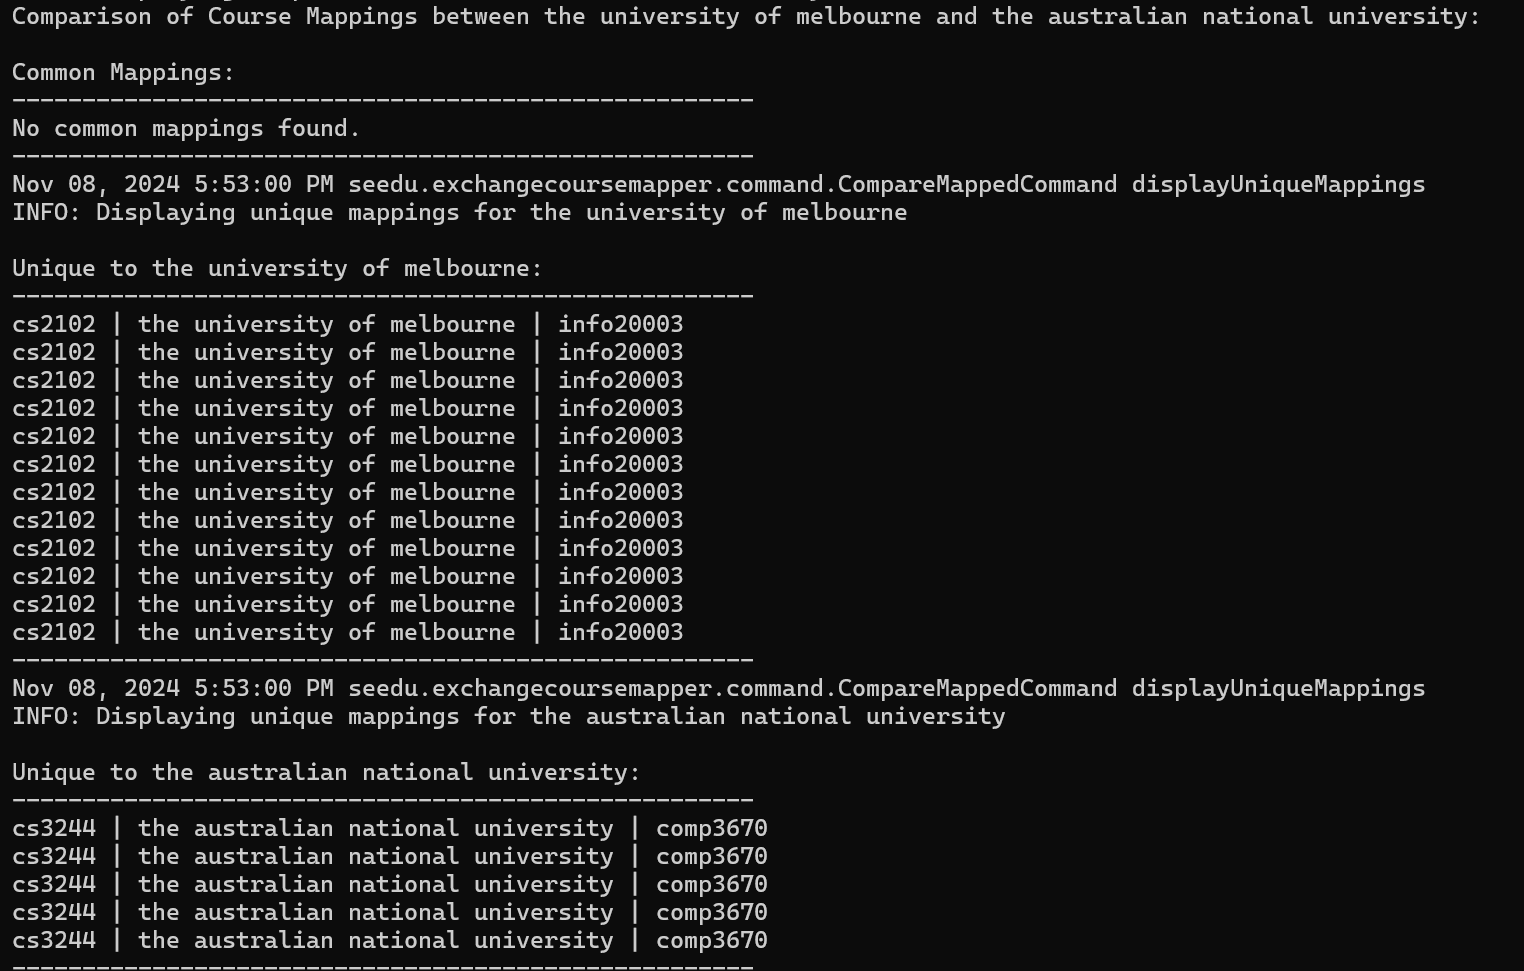 Comparison of Course Mappings between the university of melbourne and the australian national university:
Common Mappings:
-----------------------------------------------------
No common mappings found.
-----------------------------------------------------
Nov 08, 2024 5:53:00 PM seedu.exchangecoursemapper.command.CompareMappedCommand displayUniqueMappings
INFO: Displaying unique mappings for the university of melbourne
Unique to the university of melbourne:
-----------------------------------------------------
cs2102 | the university of melbourne | info20003
cs2102 | the university of melbourne | info20003
cs2102 | the university of melbourne | info20003
cs2102 | the university of melbourne | info20003
cs2102 | the university of melbourne | info20003
cs2102 | the university of melbourne | info20003
cs2102 | the university of melbourne | info20003
cs2102 | the university of melbourne | info20003
cs2102 | the university of melbourne | info20003
cs2102 | the university of melbourne | info20003
cs2102 | the university of melbourne | info20003
cs2102 | the university of melbourne | info20003
-----------------------------------------------------
Nov 08, 2024 5:53:00 PM seedu.exchangecoursemapper.command.CompareMappedCommand displayUniqueMappings
INFO: Displaying unique mappings for the australian national university
Unique to the australian national university:
-----------------------------------------------------
cs3244 | the australian national university | comp3670
cs3244 | the australian national university | comp3670
cs3244 | the australian national university | comp3670
cs3244 | the australian national university | comp3670
cs3244 | the australian national university | comp3670
-----------------------------------------------------